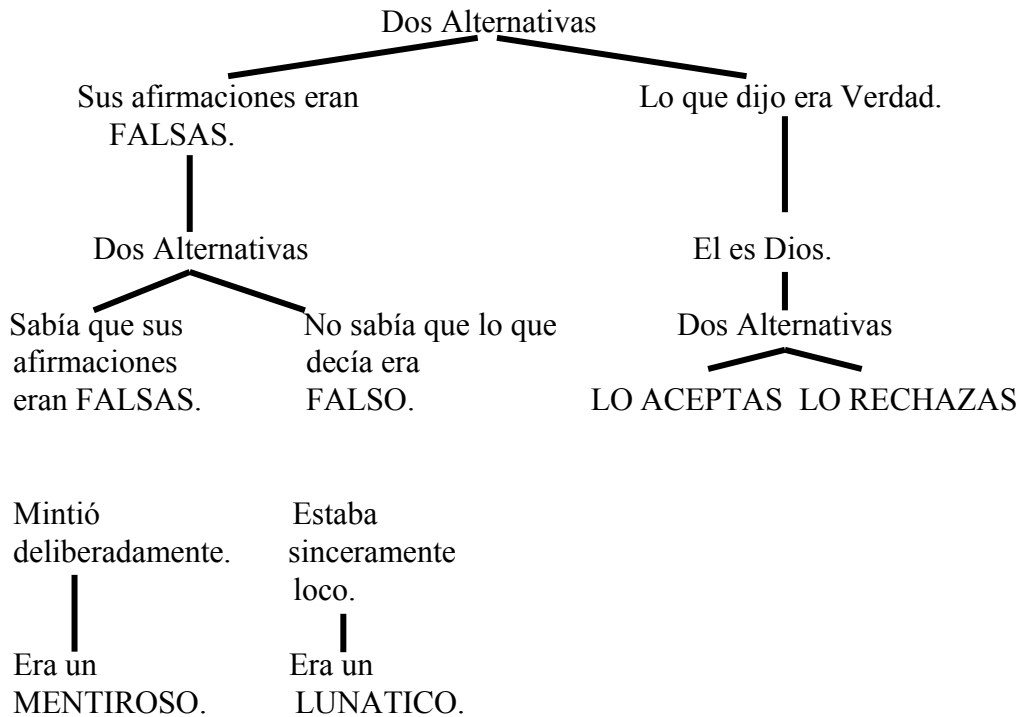 Dos Alternativas
Sus afirmaciones eran
FALSAS.
Lo que dijo era Verdad.
Dos Alternativas
El es Dios.
Sabía que sus
afirmaciones
eran FALSAS.
No sabía que lo que
decía era
FALSO.
Dos Alternativas
LO ACEPTAS LO RECHAZAS
Mintió
deliberadamente.
Estaba
sinceramente
loco.
Era un
MENTIROSO.
Era un
LUNATICO.